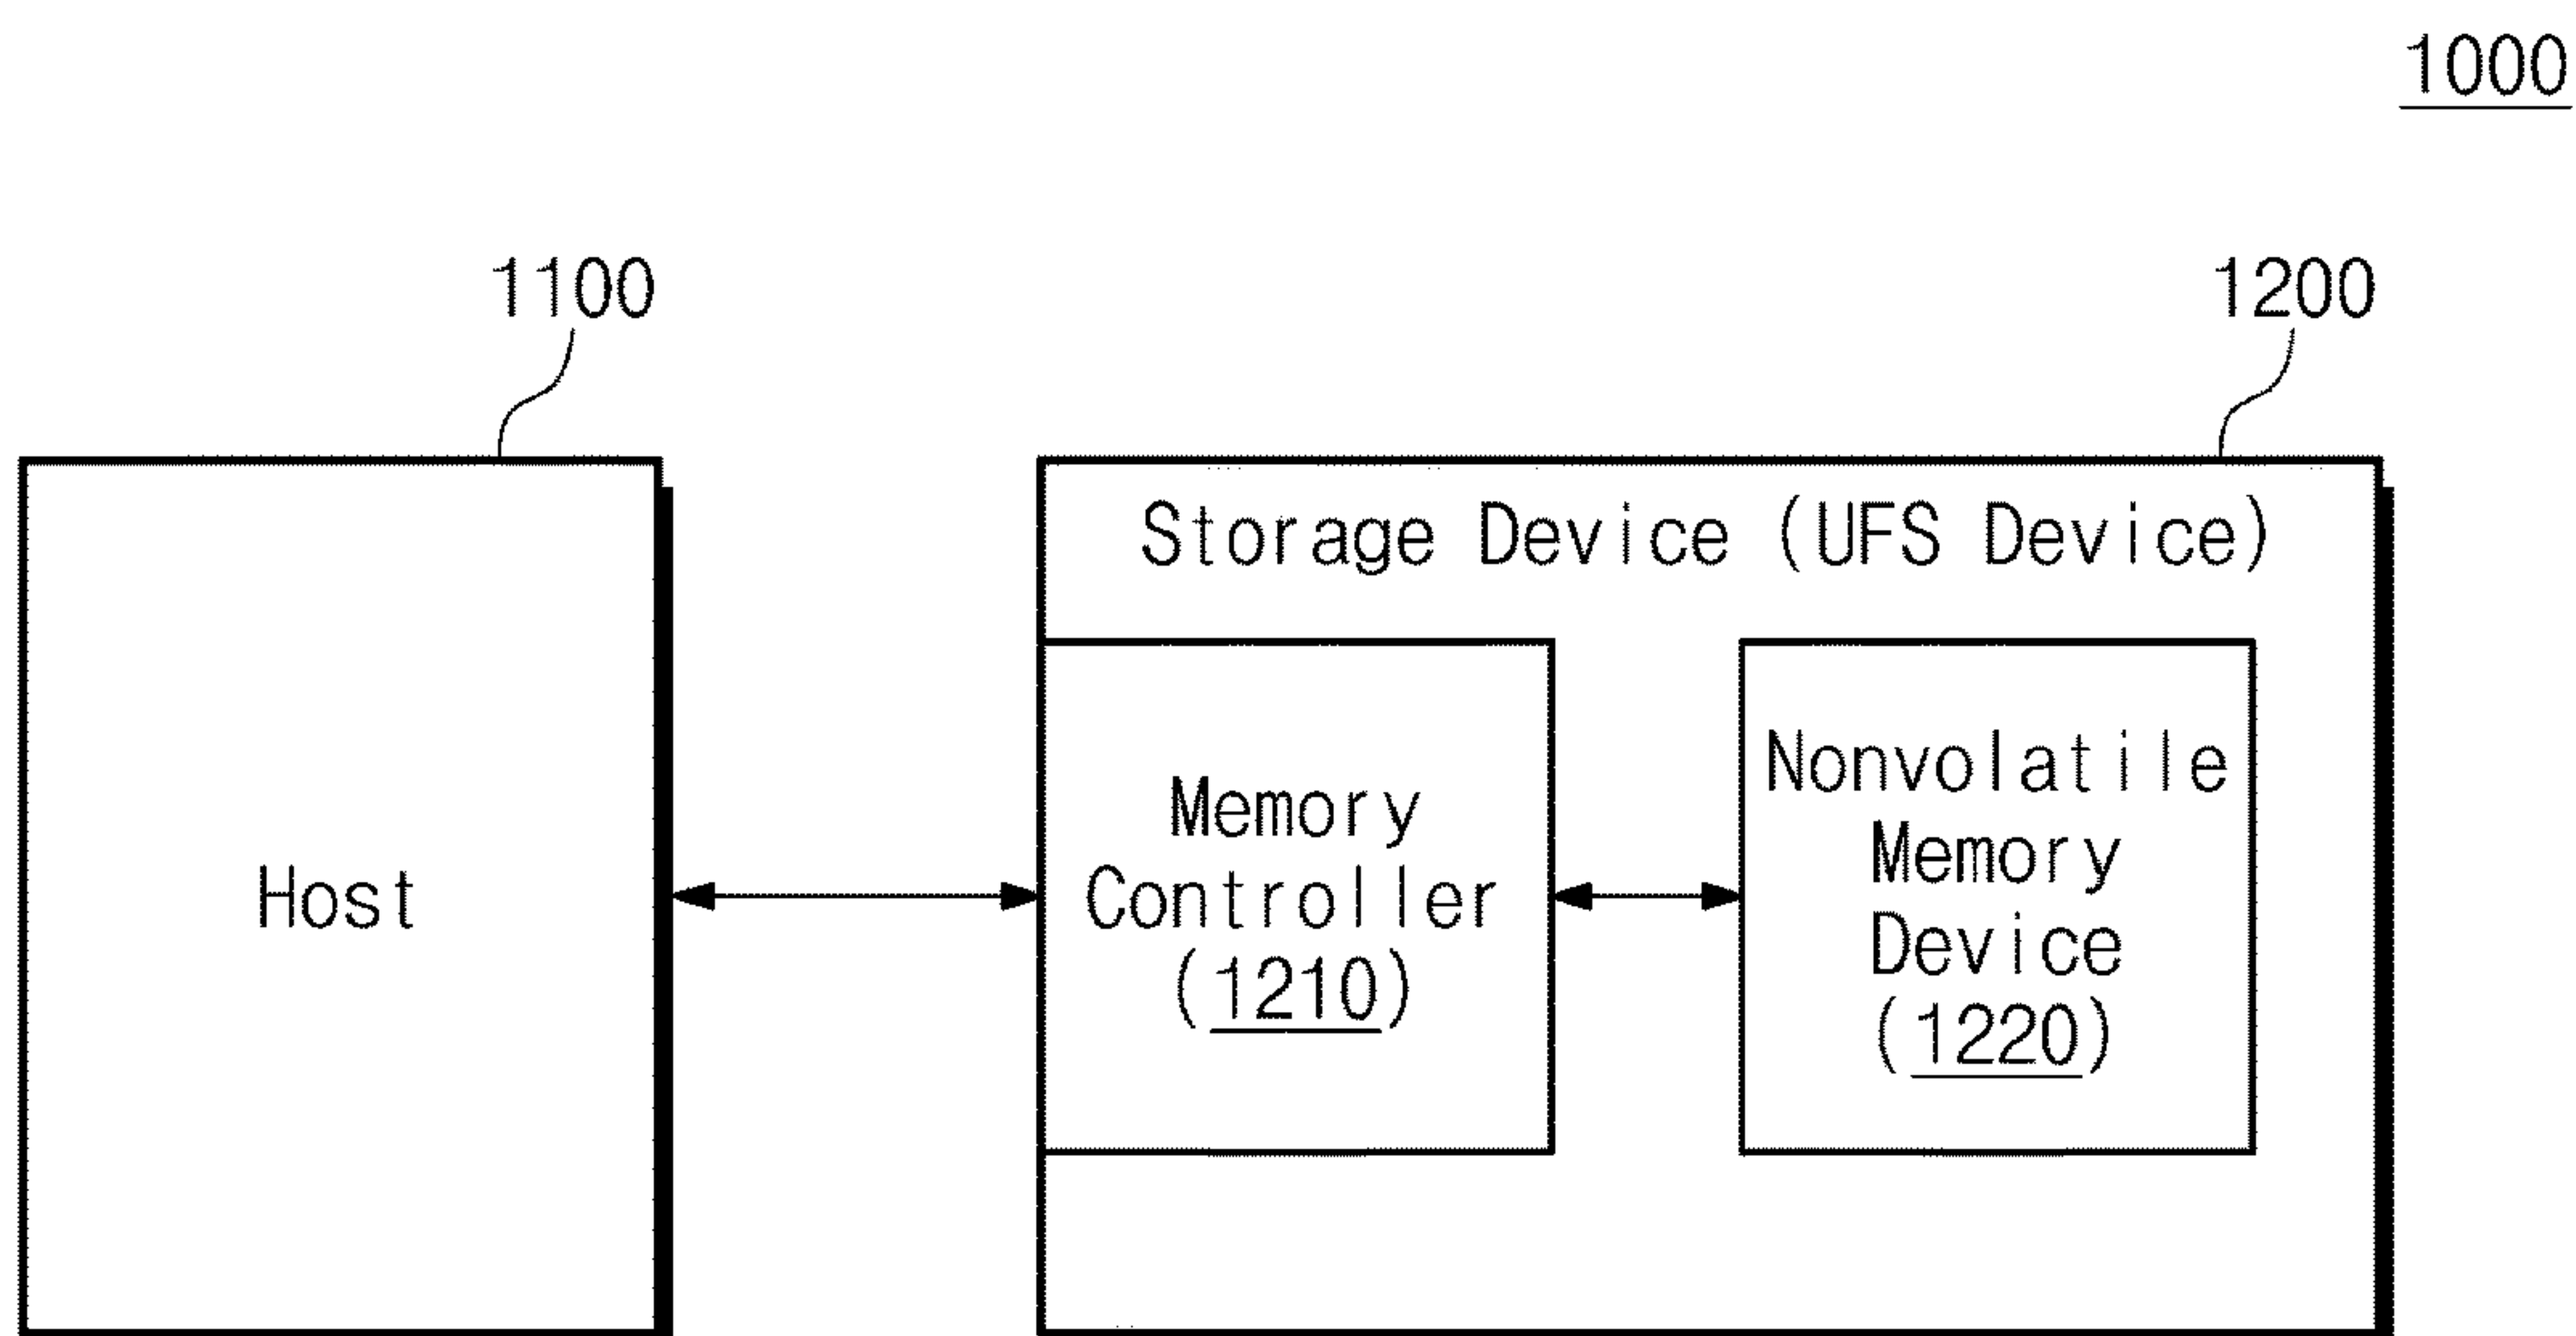 1000
1100
1200
Storage Device (UFS Device)
Host
Memory
Controller
(1210)
Nonvolatile
Memory
Device
(1220)